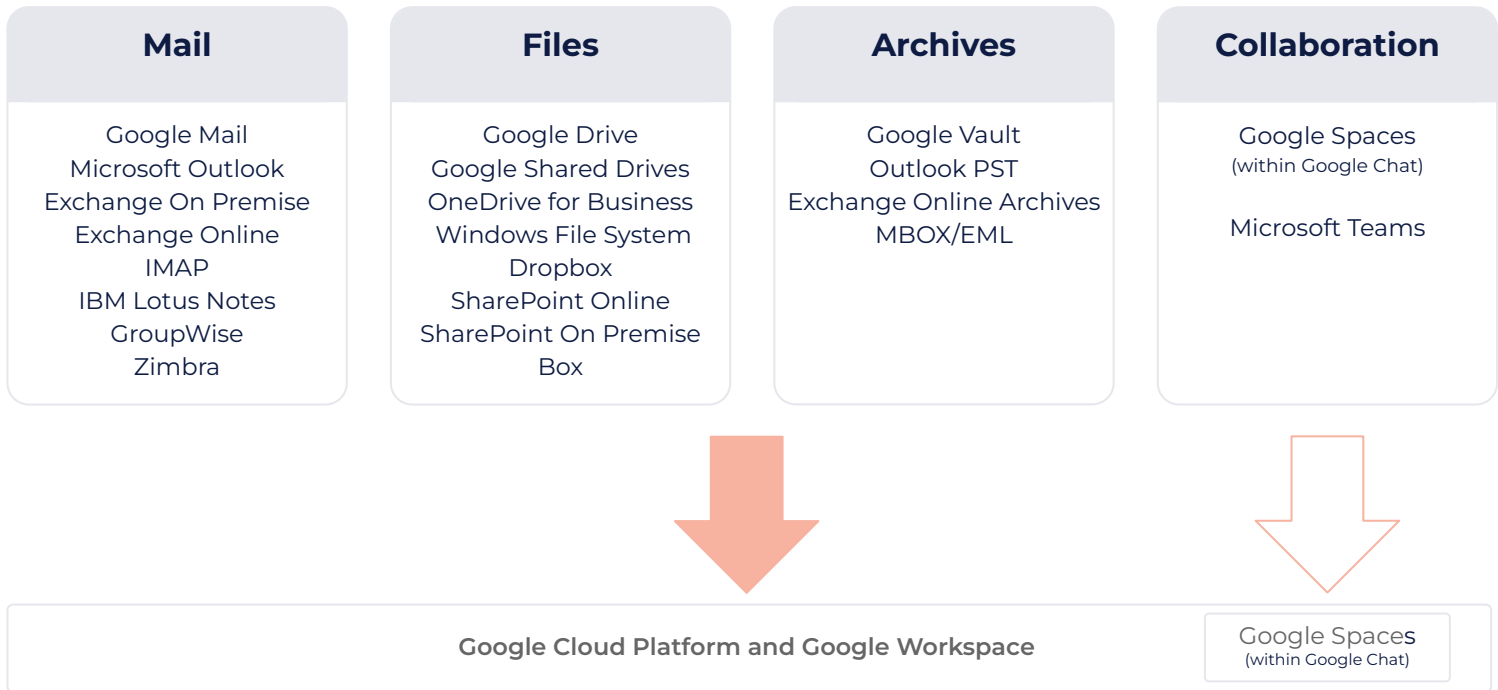 Mail
Google Mail
Microsoft Outlook
Exchange On Premise
Exchange Online
IMAP
IBM Lotus Notes
GroupWise
Zimbra
Files
Google Drive
Google Shared Drives
OneDrive for Business
Windows File System
Dropbox
SharePoint Online
SharePoint On Premise
Box
Archives
Google Vault
Outlook PST
Exchange Online Archives
MBOX/EML
Collaboration
Google Spaces
(within Google Chat)
Microsoft Teams
Google Cloud Platform and Google Workspace
Google Spaces
(within Google Chat)